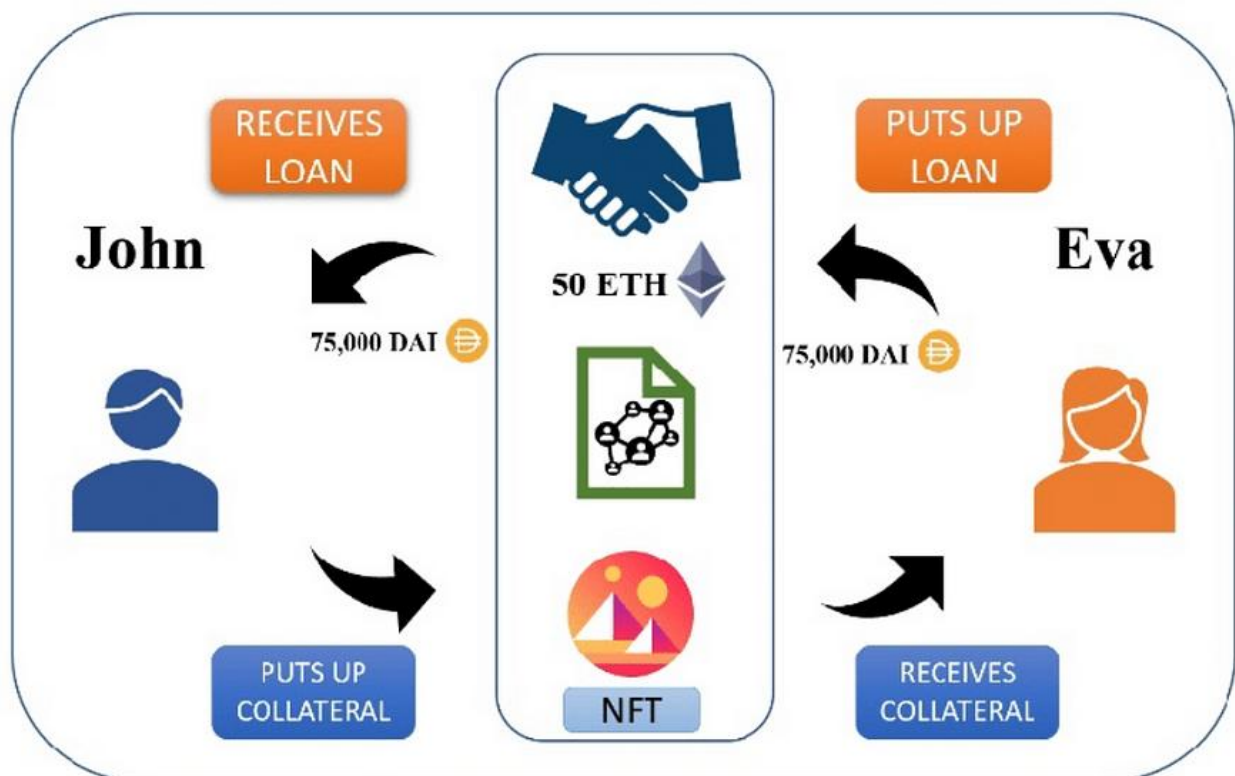 RECEIVES
LOAN
PUTS UP
LOAN
John
Eva
50 ETH
75,000 DAI
75,000 DAI
PUTS UP
COLLATERAL
NFT
RECEIVES
COLLATERAL